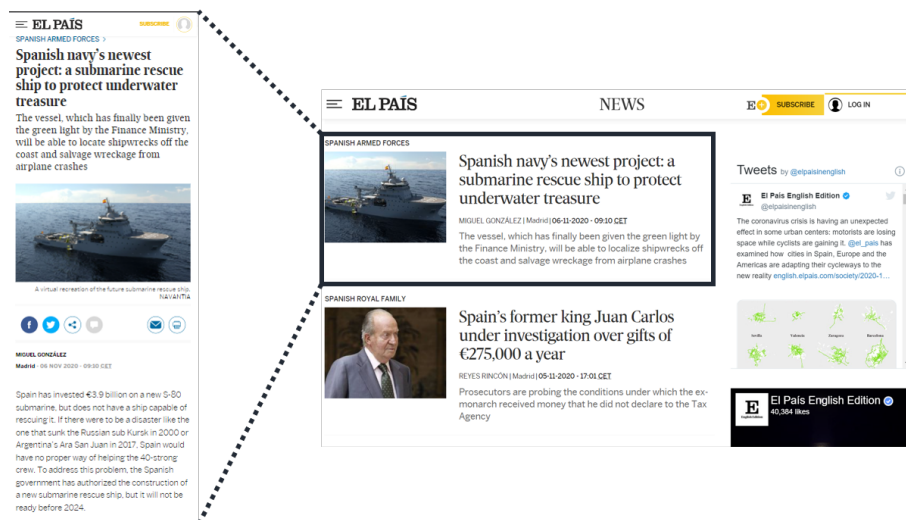 EL PAÍS
SUBSCRIBE
SPANISH ARMED FORCES >
Spanish navy's newest
project: a submarine rescue
ship to protect underwater
treasure
The vessel, which has finally been given
the green light by the Finance Ministry,
will be able to locate shipwrecks off the
coast and salvage wreckage from
airplane crashes
A virtual recreation of the future submarine rescue ship.
NAVANTIA
MIGUEL GONZÁLEZ
Madrid - 06 NOV 2020 - 09:10 CET
Spain has invested €3.9 billion on a new S-80
submarine, but does not have a ship capable of
rescuing it. If there were to be a disaster like the
one that sunk the Russian sub Kursk in 2000 or
Argentina's Ara San Juan in 2017, Spain would
have no proper way of helping the 40-strong
crew. To address this problem, the Spanish
government has authorized the construction of
a new submarine rescue ship, but it will not be
ready before 2024.
EL PAÍS
NEWS
E+ SUBSCRIBE
LOG IN
SPANISH ARMED FORCES
Spanish navy's newest project: a
submarine rescue ship to protect
underwater treasure
MIGUEL GONZÁLEZ | Madrid | 06-11-2020 - 09:10 CET
The vessel, which has finally been given the green light by
the Finance Ministry, will be able to localize shipwrecks off
the coast and salvage wreckage from airplane crashes
SPANISH ROYAL FAMILY
Spain's former king Juan Carlos
under investigation over gifts of
€275,000 a year
REYES RINCÓN | Madrid | 05-11-2020 - 17:01 CET
Prosecutors are probing the conditions under which the ex-
monarch received money that he did not declare to the Tax
Agency
Tweets by @elpaisinenglish
El País English Edition
@elpaisinenglish
The coronavirus crisis is having an unexpected
effect in some urban centers: motorists are losing
space while cyclists are gaining it. @el_pais has
examined how cities in Spain, Europe and the
Americas are adapting their cycleways to the
new reality english.elpais.com/society/2020-1...
Sevilla Valencia Zaragoza Barcelona
El País English Edition
40,384 likes